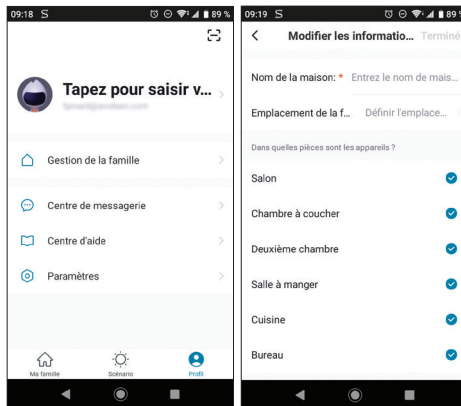 09:18 S 89 %
Tapez pour saisir v...
Gestion de la famille
Centre de messagerie
Centre d'aide
Paramètres
Ma famille
Scénario
Profil
09:19 S 89 %
Modifier les informatio... Terminé
Nom de la maison: * Entrez le nom de mais...
Emplacement de la f... Définir l'emplace...
Dans quelles pièces sont les appareils ?
Salon
Chambre à coucher
Deuxième chambre
Salle à manger
Cuisine
Bureau